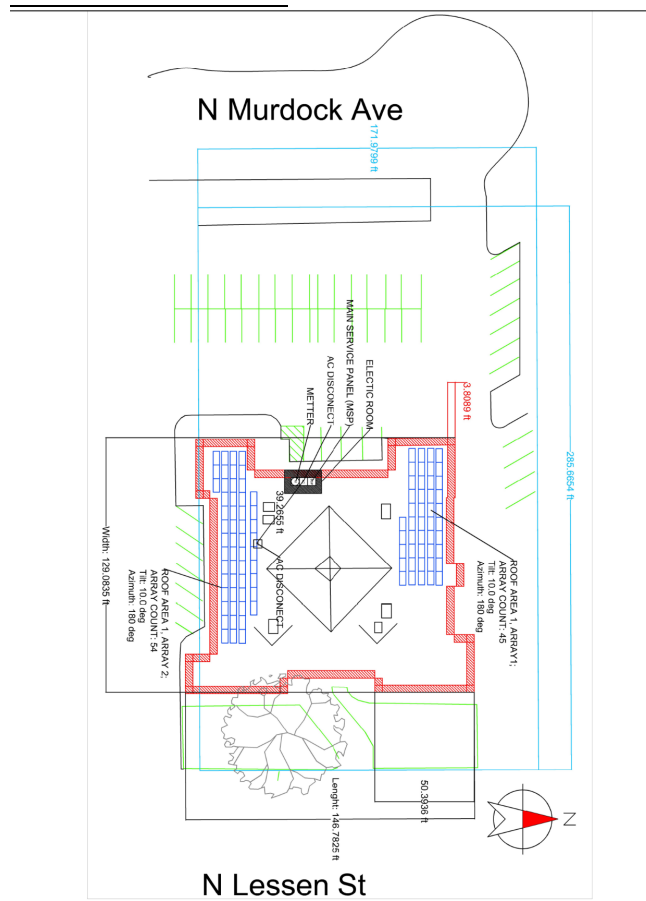 N Murdock Ave
171.9799 ft
MAIN SERVICE PANEL (MSP)
AC DISCONECT
METTER
ELECTIC ROOM
3.8089 ft
285.6654 ft
39.2655 ft
AC DISCONECT
Width: 129.0835 ft
ROOF AREA 1, ARRAY1;
ARRAY COUNT: 45
Tilt: 10.0 deg
Azimuth: 180 deg
ROOF AREA 1, ARRAY 2;
ARRAY COUNT: 54
Tilt: 10.0 deg
Azimuth: 180 deg
Lenght: 146.7825 ft
50.3936 ft
N
N Lessen St